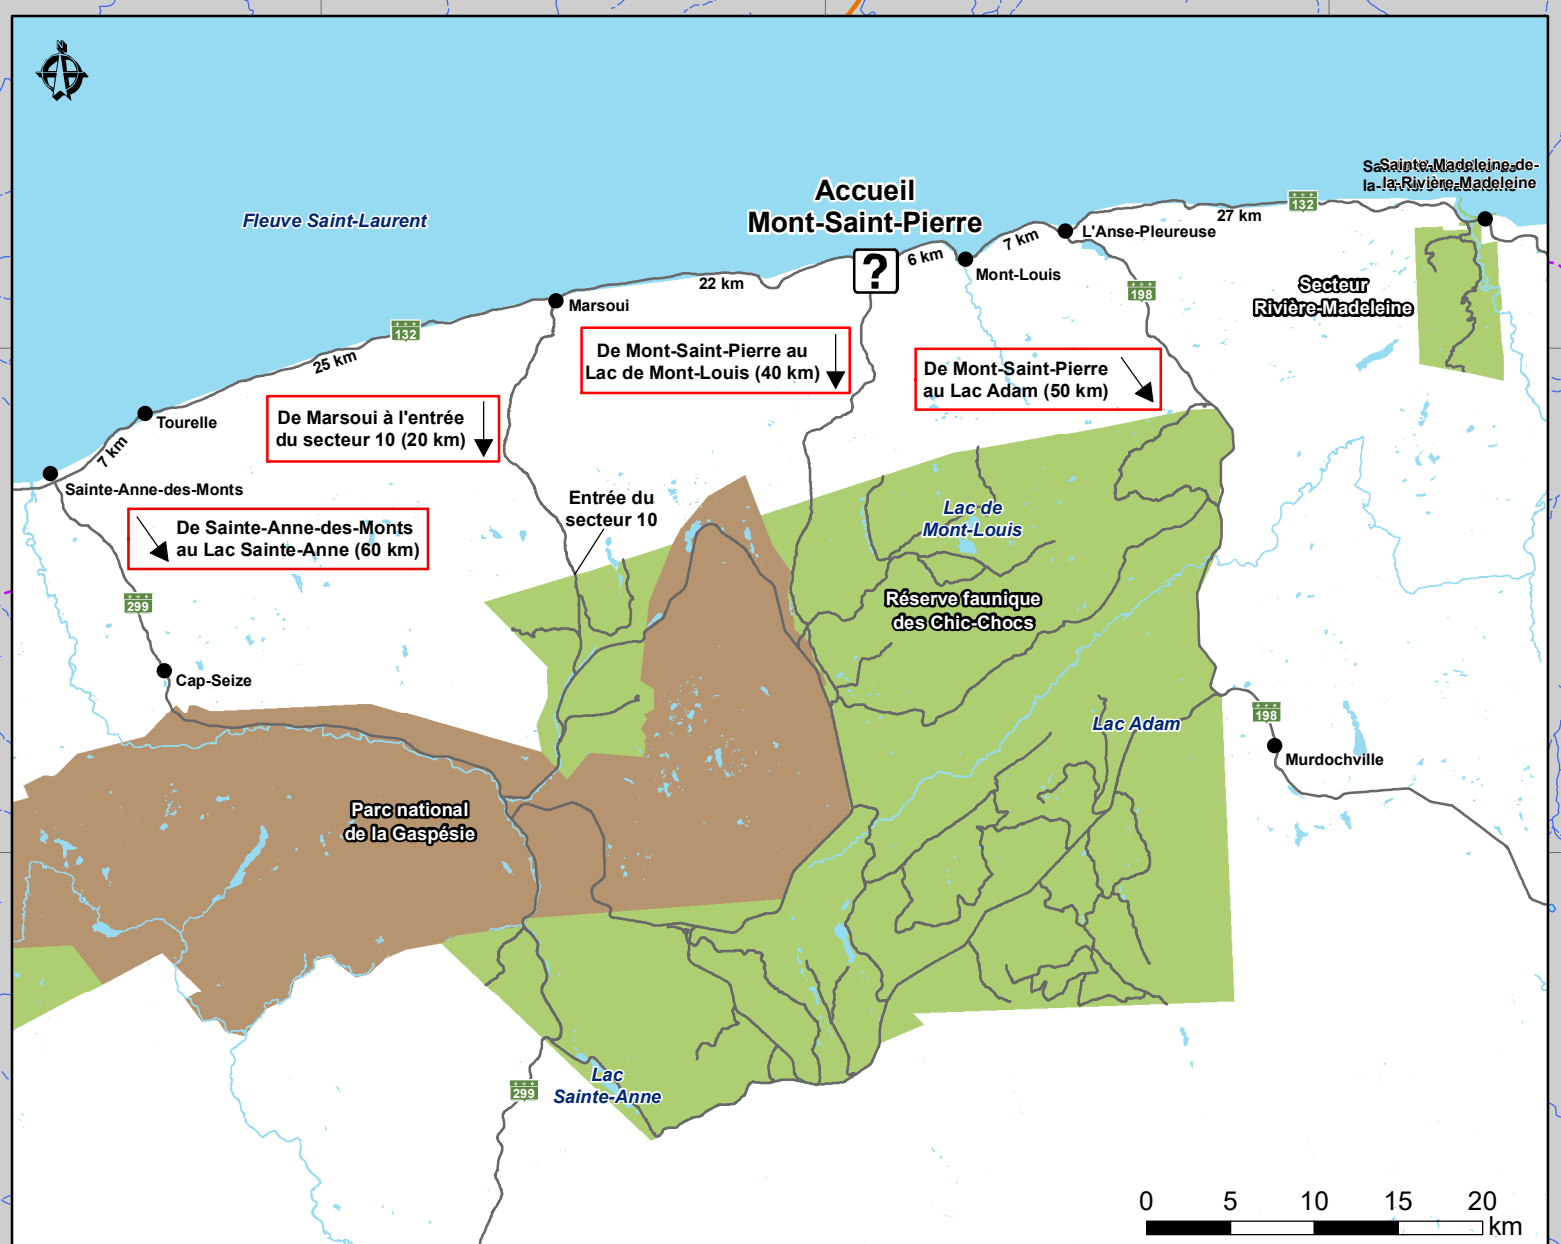 N
Sainte-Madeleine-de-
la-Rivière-Madeleine
Accueil
Mont-Saint-Pierre
Fleuve Saint-Laurent
132
27 km
7 km
L'Anse-Pleureuse
6 km
?
Mont-Louis
22 km
198
Secteur
Rivière-Madeleine
Marsoui
132
25 km
De Mont-Saint-Pierre au
Lac de Mont-Louis (40 km)
De Mont-Saint-Pierre
au Lac Adam (50 km)
De Marsoui à l'entrée
du secteur 10 (20 km)
Tourelle
7 km
Sainte-Anne-des-Monts
Entrée du
secteur 10
De Sainte-Anne-des-Monts
au Lac Sainte-Anne (60 km)
Lac de
Mont-Louis
299
Réserve faunique
des Chic-Chocs
Cap-Seize
Lac Adam
198
Murdochville
Parc national
de la Gaspésie
299
Lac
Sainte-Anne
0 5 10 15 20
km